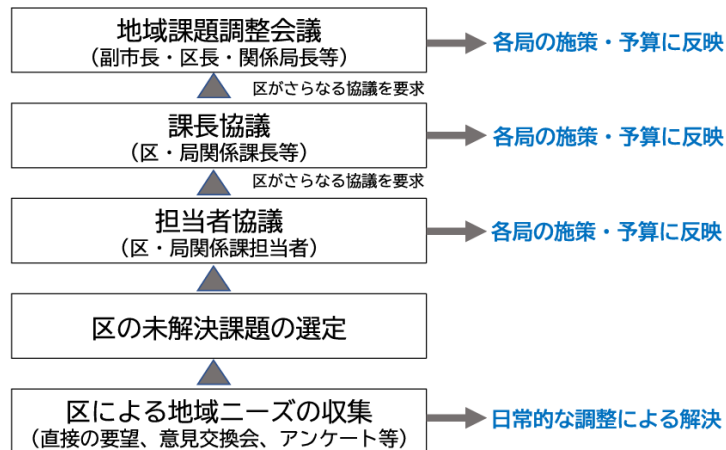 地域課題調整会議
（副市長・区長・関係局長等）
各局の施策・予算に反映
区がさらなる協議を要求
課長協議
（区・局関係課長等）
各局の施策・予算に反映
区がさらなる協議を要求
担当者協議
（区・局関係課担当者）
各局の施策・予算に反映
区の未解決課題の選定
区による地域ニーズの収集
（直接の要望、意見交換会、アンケート等）
日常的な調整による解決